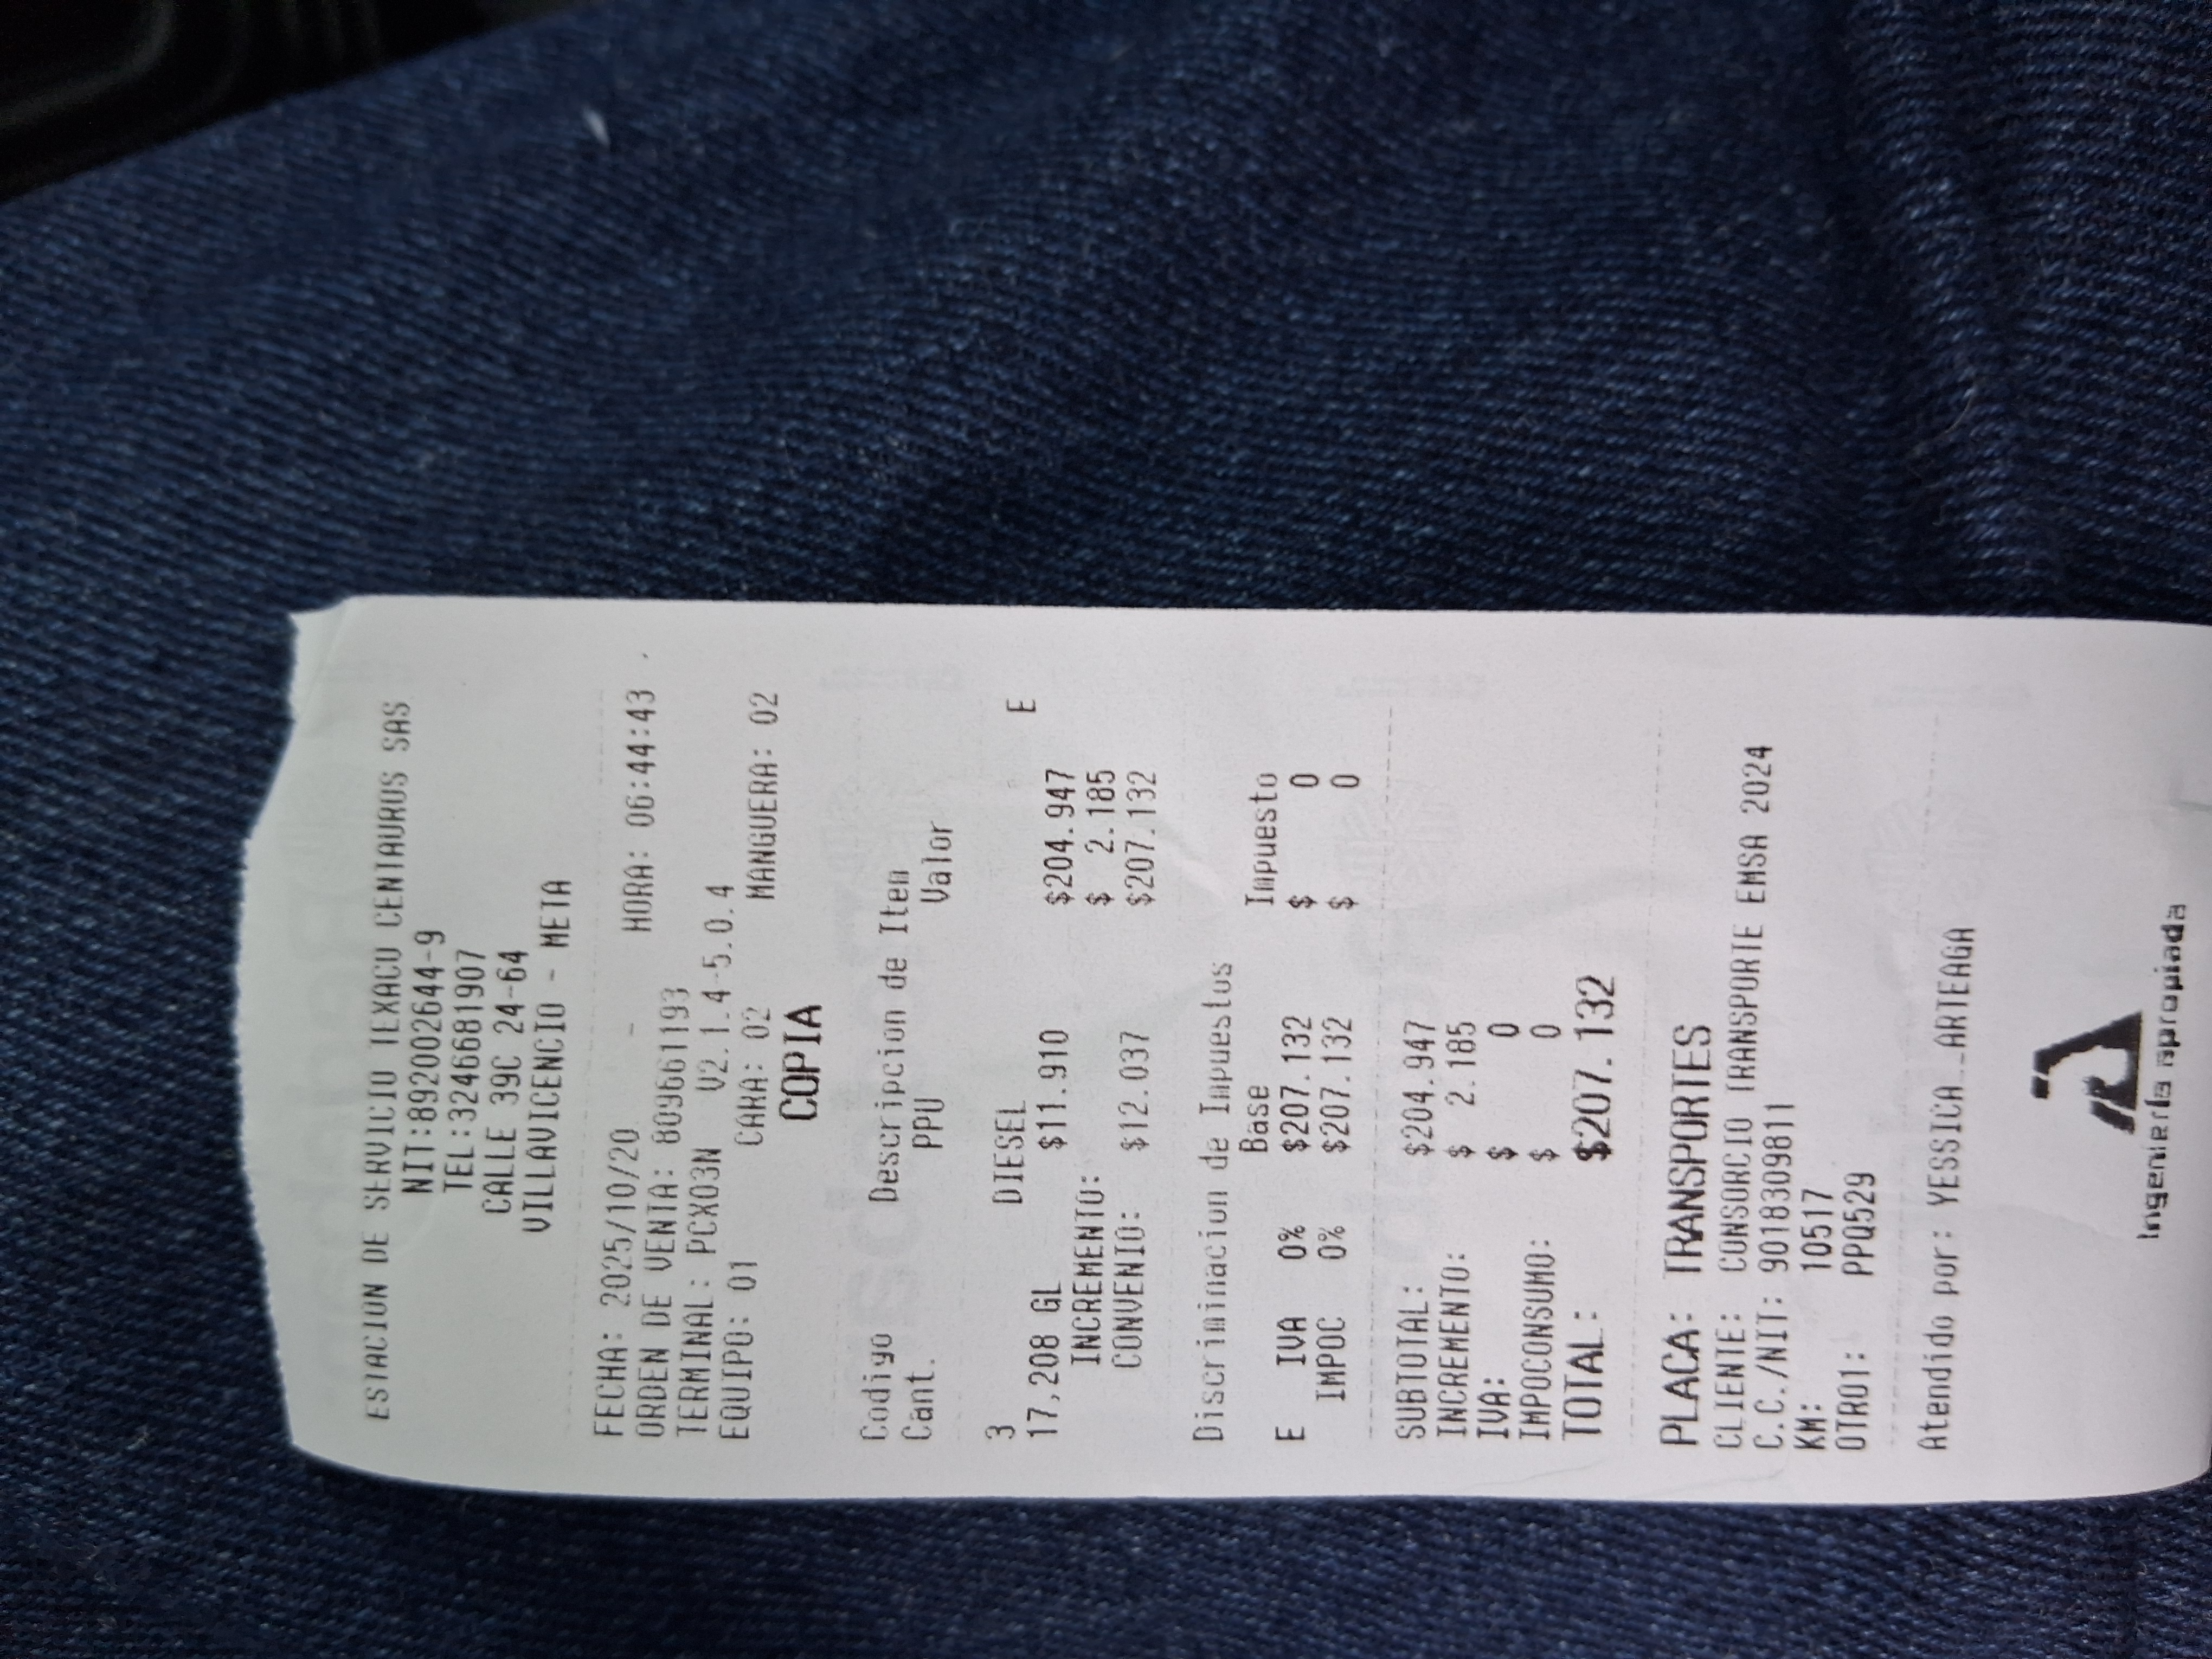 ESTACION DE SERVICIO TEXACO CENTAURUS SAS
NIT:892002644-9
TEL:3246681907
CALLE 39C 24-64
VILLAVICENCIO - META
FECHA: 2025/10/20 - HORA: 06:44:43
ORDEN DE VENTA: 809661193
TERMINAL: PCX03N V2.1.4-5.0.4
EQUIPO: 01 CARA: 02 MANGUERA: 02
COPIA
Codigo Descripcion de Item
Cant. PPU Valor
3 DIESEL E
17,208 GL $11.910 $204.947
INCREMENTO: $ 2.185
CONVENIO: $12.037 $207.132
Discriminacion de Impuestos
Base Impuesto
E IVA 0% $207.132 $ 0
IMPOC 0% $207.132 $ 0
SUBTOTAL: $204.947
INCREMENTO: $ 2.185
IVA: $ 0
IMPOCONSUMO: $ 0
TOTAL: $207.132
PLACA: TRANSPORTES
CLIENTE: CONSORCIO TRANSPORTE EMSA 2024
C.C./NIT: 9018309811
KM: 10517
OTRO1: PPQ529
Atendido por: YESSICA_ARTEAGA
Ingeniería apropiada